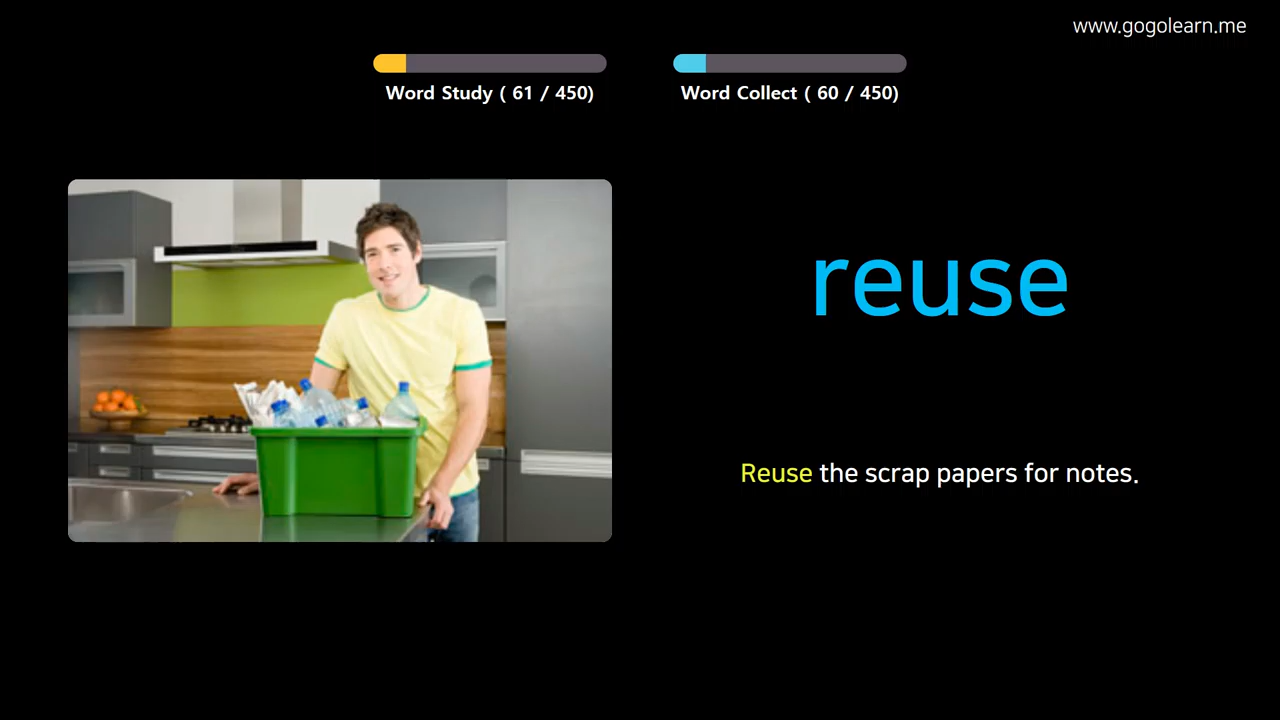 www.gogolearn.me
Word Study ( 61 / 450)
Word Collect ( 60 / 450)
reuse
Reuse the scrap papers for notes.